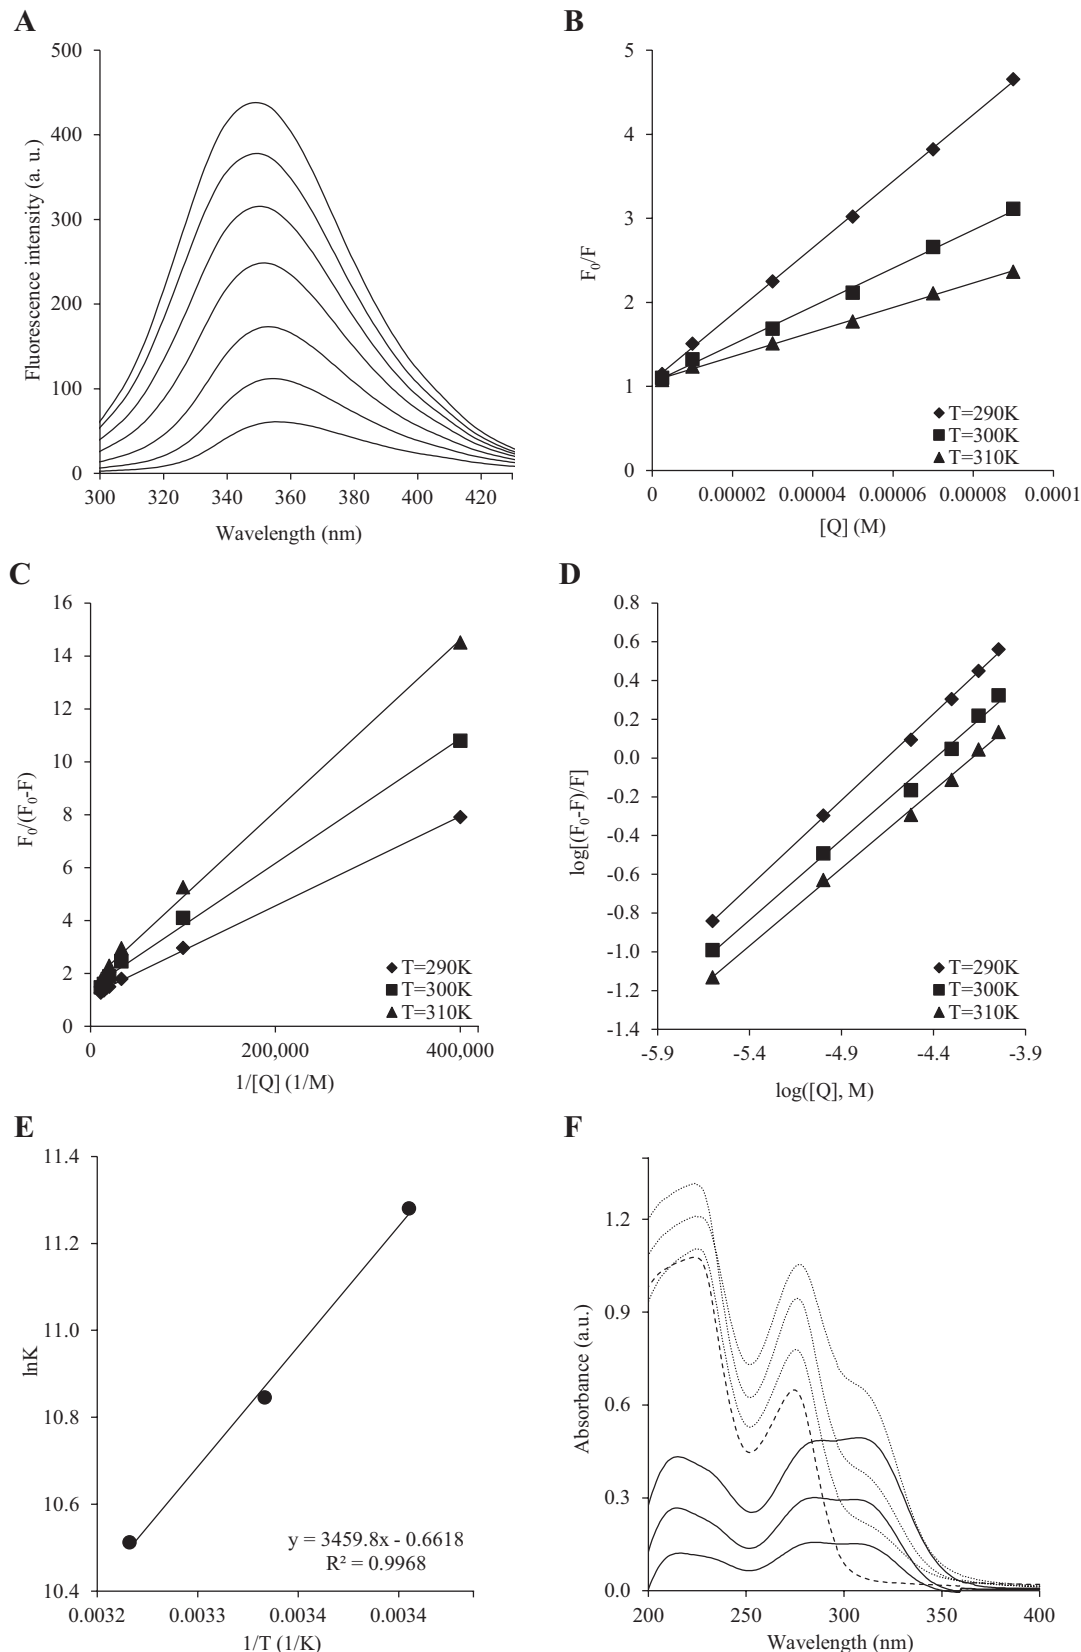 A
500
400
300
200
100
0
300 320 340 360 380 400 420
Fluorescence intensity (a. u.)
Wavelength (nm)
B
5
4
3
2
1
0
0 0.00002 0.00004 0.00006 0.00008 0.0001
F0/F
[Q] (M)
T=290K
T=300K
T=310K
C
16
14
12
10
8
6
4
2
0
0 200,000 400,000
F0/(F0-F)
1/[Q] (1/M)
T=290K
T=300K
T=310K
D
0.8
0.6
0.4
0.2
0.0
-0.2
-0.4
-0.6
-0.8
-1.0
-1.2
-1.4
-5.9 -5.4 -4.9 -4.4 -3.9
log[(F0-F)/F]
log([Q], M)
T=290K
T=300K
T=310K
E
11.4
11.2
11.0
10.8
10.6
10.4
0.0032 0.0033 0.0034 0.0034
lnK
1/T (1/K)
y = 3459.8x - 0.6618
R² = 0.9968
F
1.2
0.9
0.6
0.3
0.0
200 250 300 350 400
Absorbance (a.u.)
Wavelength (nm)